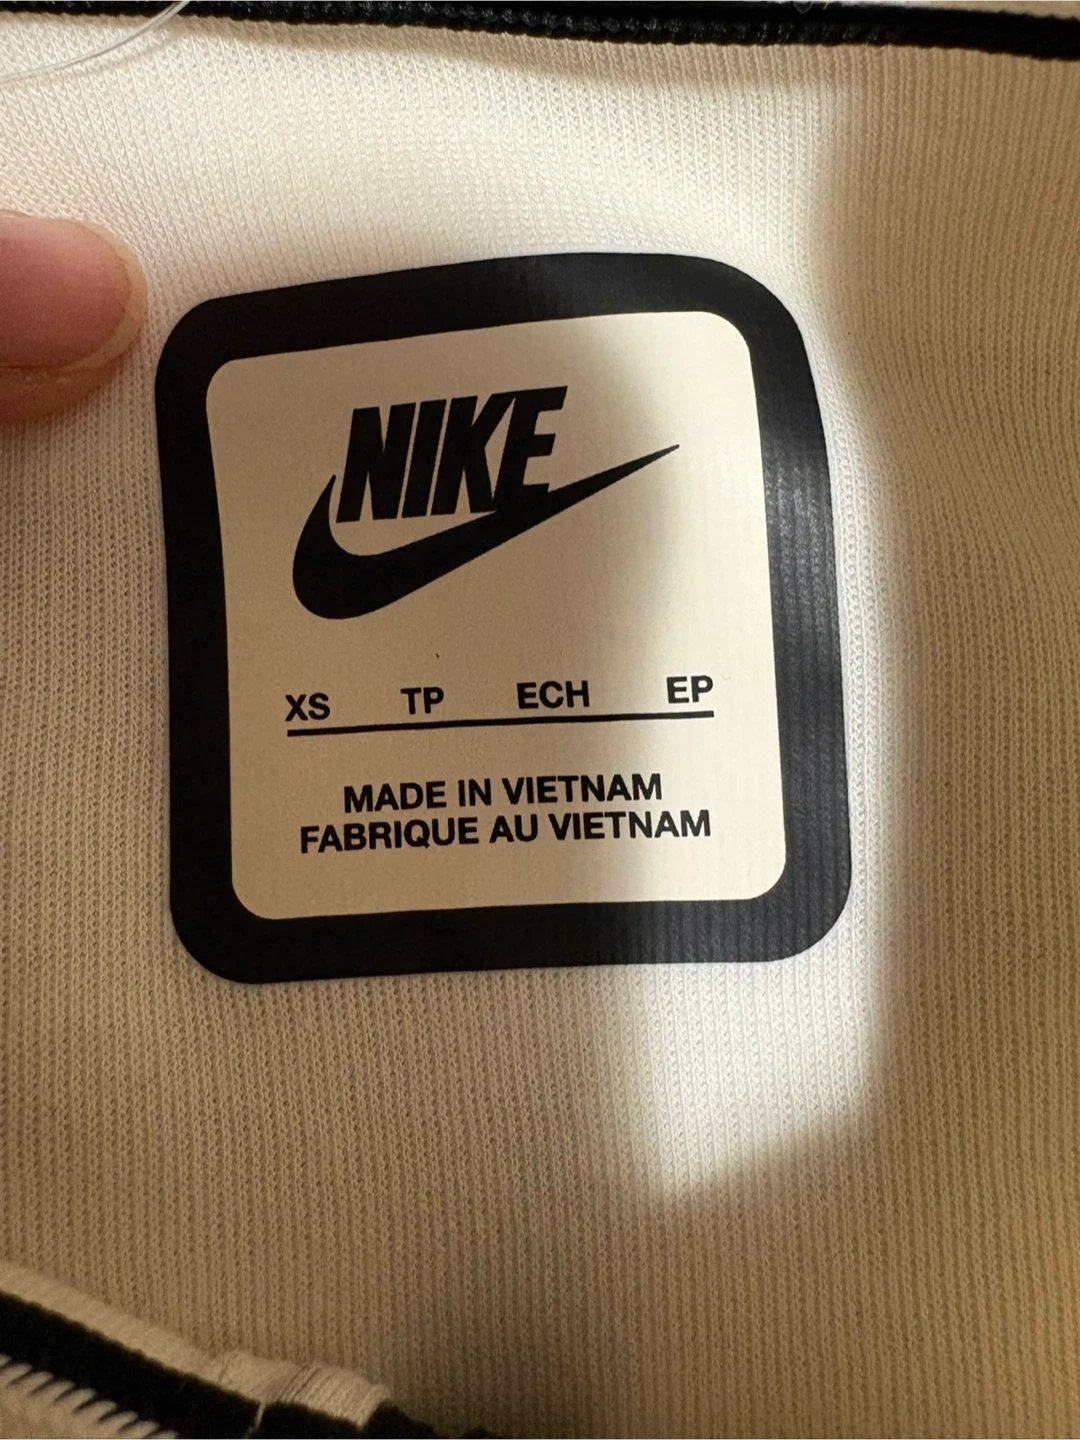 NIKE
XS TP ECH EP
MADE IN VIETNAM
FABRIQUE AU VIETNAM